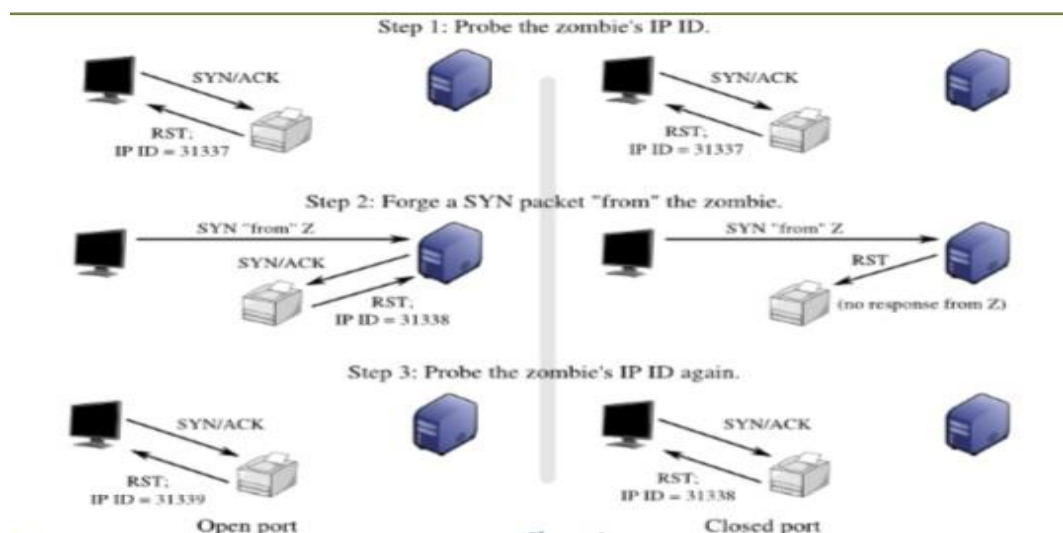 Step 1: Probe the zombie's IP ID.
SYN/ACK
RST;
IP ID = 31337
SYN/ACK
RST;
IP ID = 31337
Step 2: Forge a SYN packet "from" the zombie.
SYN "from" Z
SYN/ACK
RST;
IP ID = 31338
SYN "from" Z
RST
(no response from Z)
Step 3: Probe the zombie's IP ID again.
SYN/ACK
RST;
IP ID = 31339
SYN/ACK
RST;
IP ID = 31338
Open port
Closed port